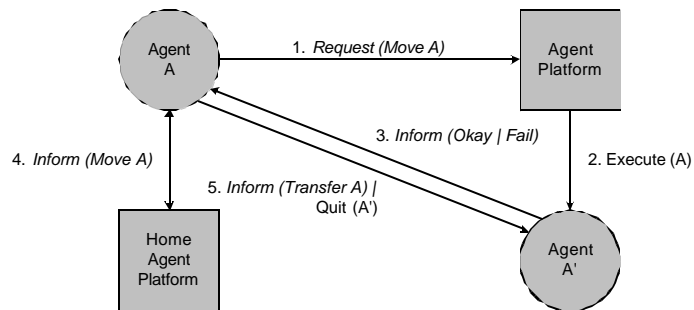 Agent
A
1. Request (Move A)
Agent
Platform
3. Inform (Okay | Fail)
2. Execute (A)
4. Inform (Move A)
5. Inform (Transfer A) |
Quit (A')
Home
Agent
Platform
Agent
A'